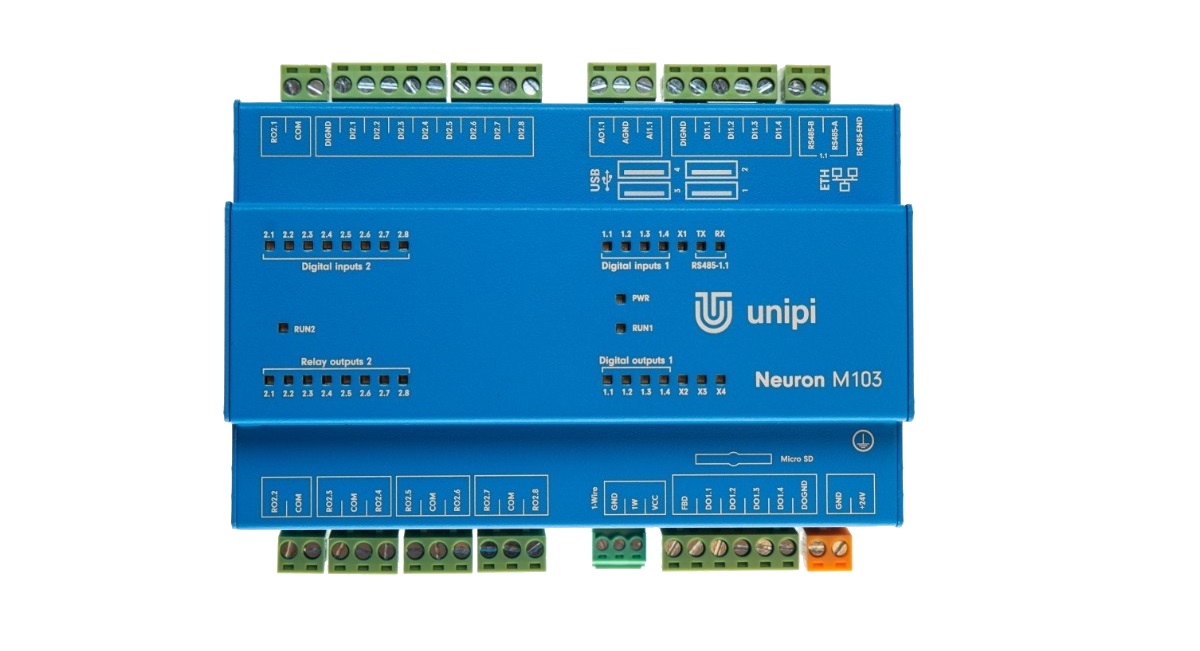 RO2.1 COM DIGND DI2.1 DI2.2 DI2.3 DI2.4 DI2.5 DI2.6 DI2.7 DI2.8 AO1.1 AGND AI1.1 DIGND DI1.1 DI1.2 DI1.3 DI1.4 RS485-B RS485-A RS485-END
1.1
USB 4 2
3 1
ETH
2.1 2.2 2.3 2.4 2.5 2.6 2.7 2.8 1.1 1.2 1.3 1.4 X1 TX RX
Digital inputs 2 Digital inputs 1 RS485-1.1
PWR
unipi
RUN2 RUN1
Relay outputs 2 Digital outputs 1
Neuron M103
2.1 2.2 2.3 2.4 2.5 2.6 2.7 2.8 1.1 1.2 1.3 1.4 X2 X3 X4
Micro SD
RO2.2 COM RO2.3 COM RO2.4 RO2.5 COM RO2.6 RO2.7 COM RO2.8 1-Wire GND 1W VCC FBD DO1.1 DO1.2 DO1.3 DO1.4 DOGND GND +24V